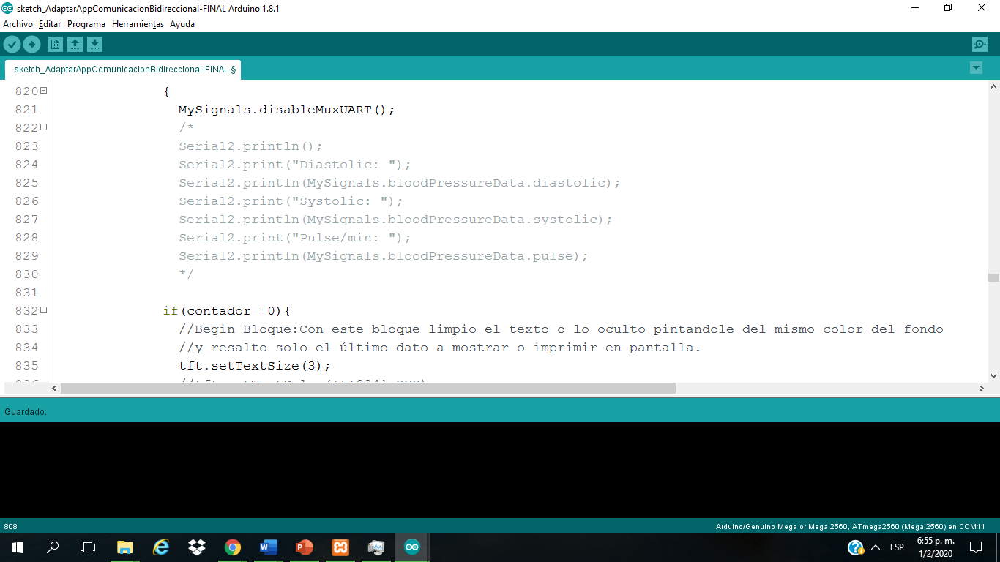 sketch_AdaptarAppComunicacionBidireccional-FINAL Arduino 1.8.1
Archivo Editar Programa Herramientas Ayuda
sketch_AdaptarAppComunicacionBidireccional-FINAL §
820 {
821 MySignals.disableMuxUART();
822 /*
823 Serial2.println();
824 Serial2.print("Diastolic: ");
825 Serial2.println(MySignals.bloodPressureData.diastolic);
826 Serial2.print("Systolic: ");
827 Serial2.println(MySignals.bloodPressureData.systolic);
828 Serial2.print("Pulse/min: ");
829 Serial2.println(MySignals.bloodPressureData.pulse);
830 */
831
832 if(contador==0){
833 //Begin Bloque:Con este bloque limpio el texto o lo oculto pintandole del mismo color del fondo
834 //y resalto solo el último dato a mostrar o imprimir en pantalla.
835 tft.setTextSize(3);
Guardado.
808
Arduino/Genuino Mega or Mega 2560, ATmega2560 (Mega 2560) en COM11
ESP
6:55 p. m.
1/2/2020